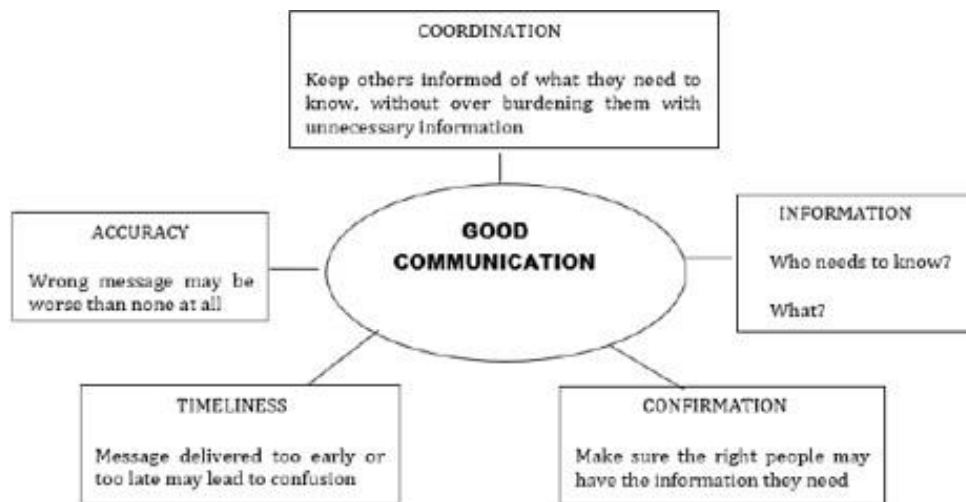 COORDINATION
Keep others informed of what they need to
know, without over burdening them with
unnecessary information
GOOD
COMMUNICATION
ACCURACY
Wrong message may be
worse than none at all
INFORMATION
Who needs to know?
What?
TIMELINESS
Message delivered too early or
too late may lead to confusion
CONFIRMATION
Make sure the right people may
have the information they need